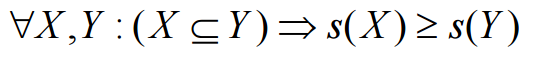 ∀X,Y : (X ⊆ Y) ⇒ s(X) ≥ s(Y)